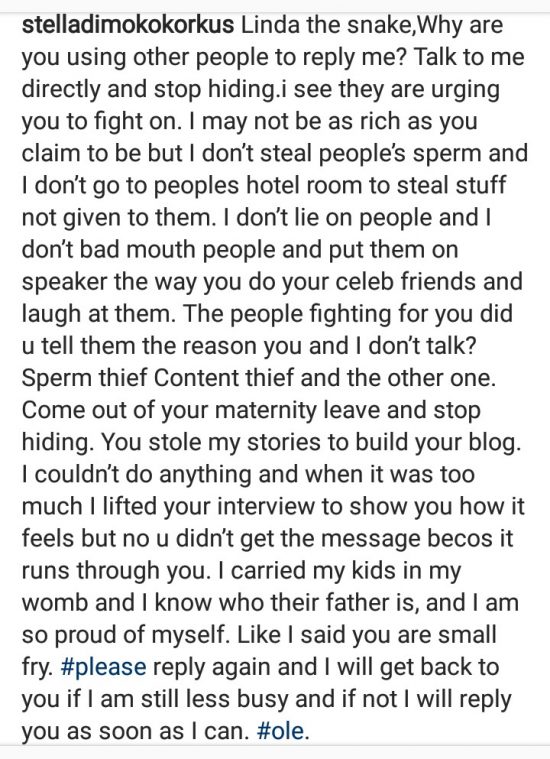 stelladimokokorkus Linda the snake,Why are
you using other people to reply me? Talk to me
directly and stop hiding.i see they are urging
you to fight on. I may not be as rich as you
claim to be but I don't steal people's sperm and
I don't go to peoples hotel room to steal stuff
not given to them. I don't lie on people and I
don't bad mouth people and put them on
speaker the way you do your celeb friends and
laugh at them. The people fighting for you did
u tell them the reason you and I don't talk?
Sperm thief Content thief and the other one.
Come out of your maternity leave and stop
hiding. You stole my stories to build your blog.
I couldn't do anything and when it was too
much I lifted your interview to show you how it
feels but no u didn't get the message becos it
runs through you. I carried my kids in my
womb and I know who their father is, and I am
so proud of myself. Like I said you are small
fry. #please reply again and I will get back to
you if I am still less busy and if not I will reply
you as soon as I can. #ole.